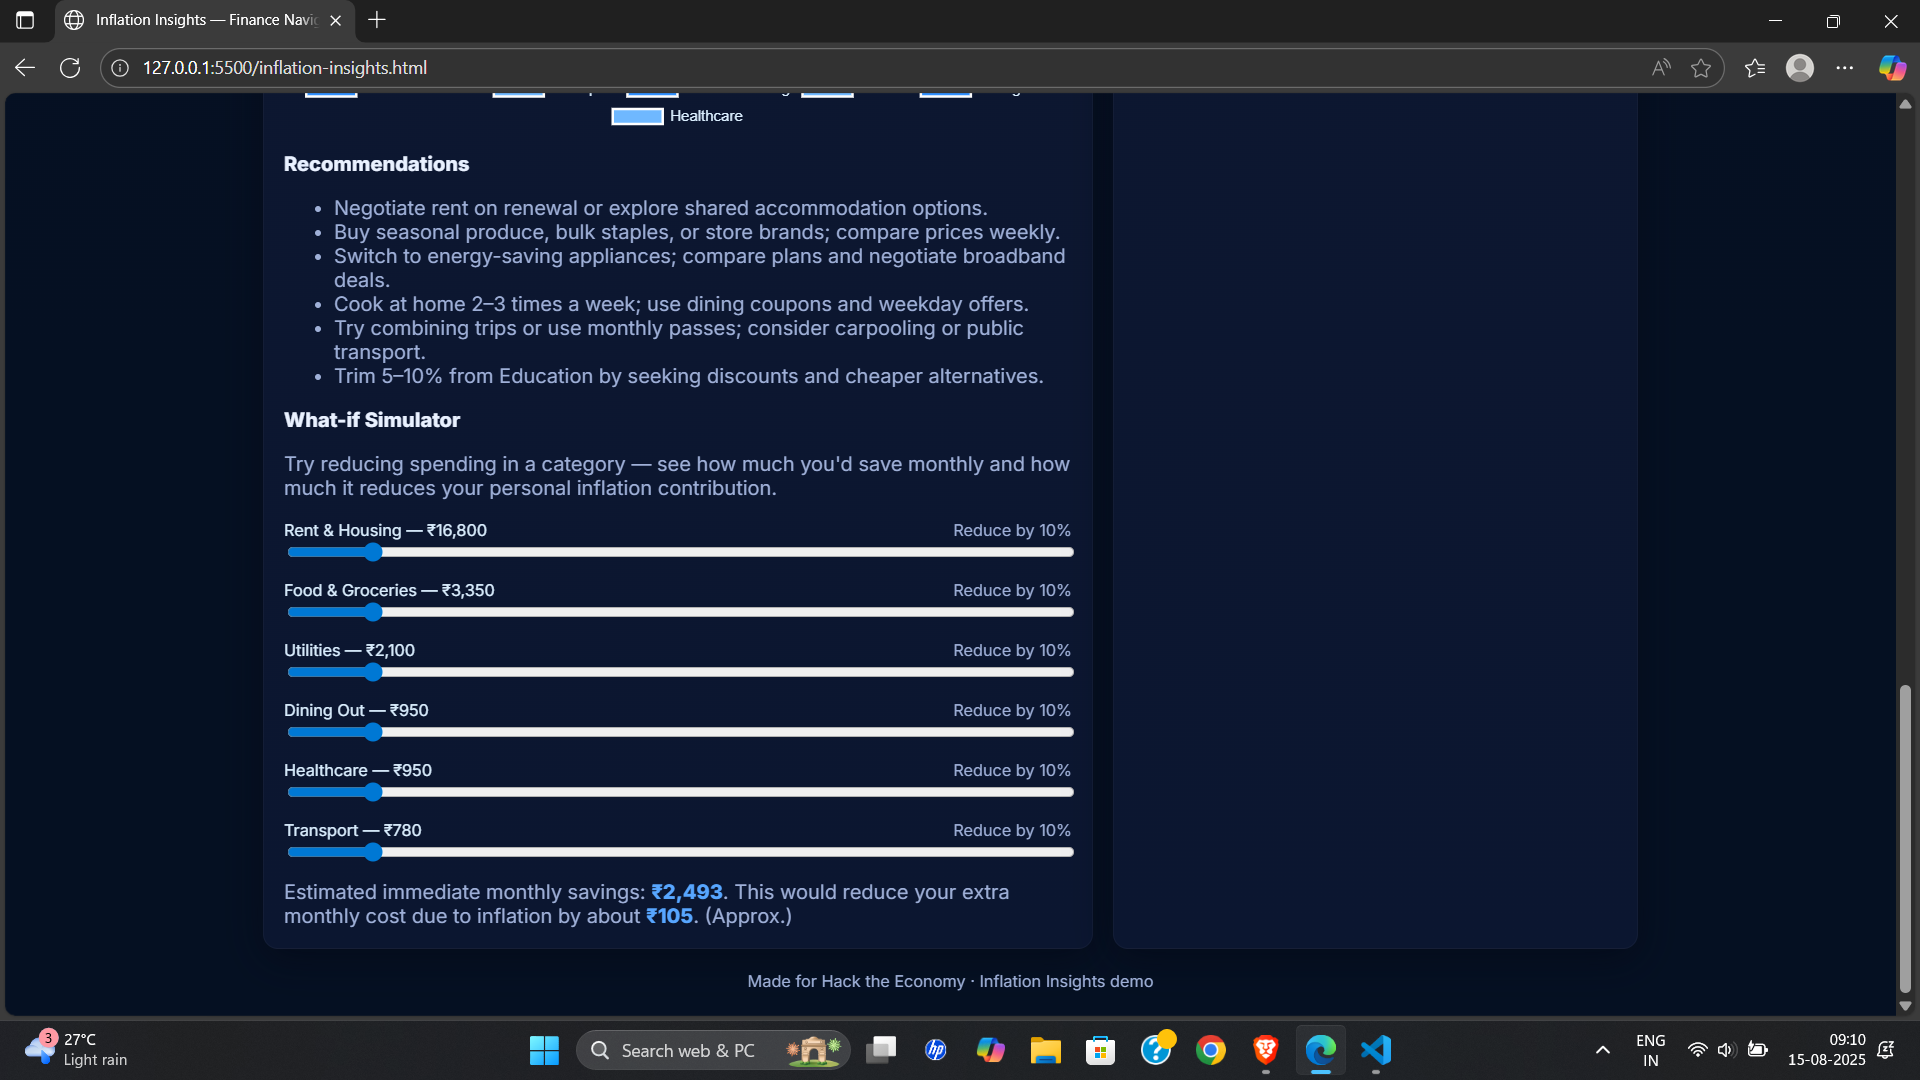 Inflation Insights — Finance Navi
127.0.0.1:5500/inflation-insights.html
Healthcare
Recommendations
• Negotiate rent on renewal or explore shared accommodation options.
• Buy seasonal produce, bulk staples, or store brands; compare prices weekly.
• Switch to energy-saving appliances; compare plans and negotiate broadband
deals.
• Cook at home 2–3 times a week; use dining coupons and weekday offers.
• Try combining trips or use monthly passes; consider carpooling or public
transport.
• Trim 5–10% from Education by seeking discounts and cheaper alternatives.
What-if Simulator
Try reducing spending in a category — see how much you'd save monthly and how
much it reduces your personal inflation contribution.
Rent & Housing — ₹16,800 Reduce by 10%
Food & Groceries — ₹3,350 Reduce by 10%
Utilities — ₹2,100 Reduce by 10%
Dining Out — ₹950 Reduce by 10%
Healthcare — ₹950 Reduce by 10%
Transport — ₹780 Reduce by 10%
Estimated immediate monthly savings: ₹2,493. This would reduce your extra
monthly cost due to inflation by about ₹105. (Approx.)
Made for Hack the Economy · Inflation Insights demo
3
27°C
Light rain
Search web & PC
hp
ENG
IN
09:10
15-08-2025